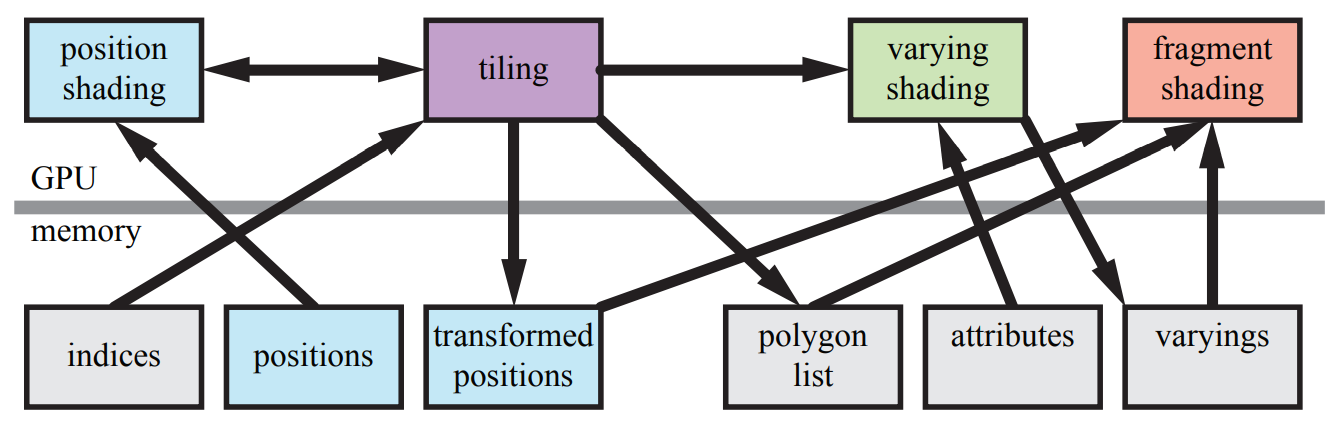 position
shading
tiling
varying
shading
fragment
shading
GPU
memory
indices
positions
transformed
positions
polygon
list
attributes
varyings